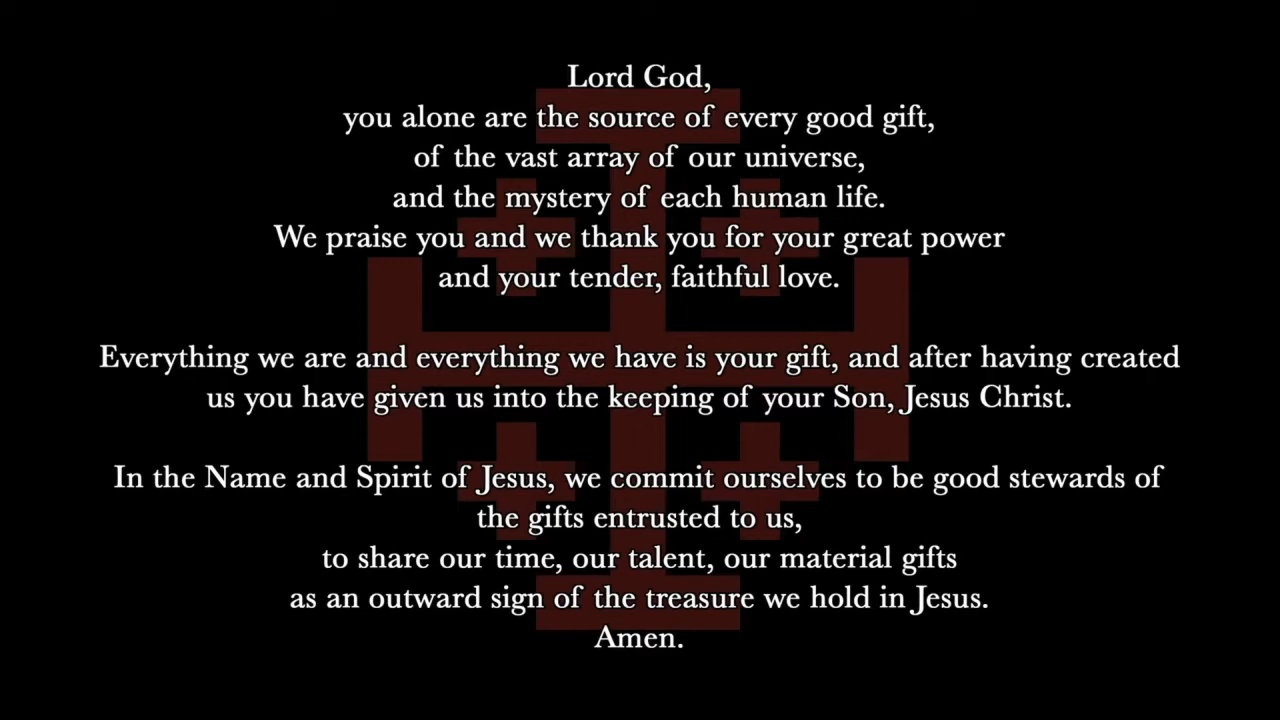 Lord God,
you alone are the source of every good gift,
of the vast array of our universe,
and the mystery of each human life.
We praise you and we thank you for your great power
and your tender, faithful love.
Everything we are and everything we have is your gift, and after having created
us you have given us into the keeping of your Son, Jesus Christ.
In the Name and Spirit of Jesus, we commit ourselves to be good stewards of
the gifts entrusted to us,
to share our time, our talent, our material gifts
as an outward sign of the treasure we hold in Jesus.
Amen.